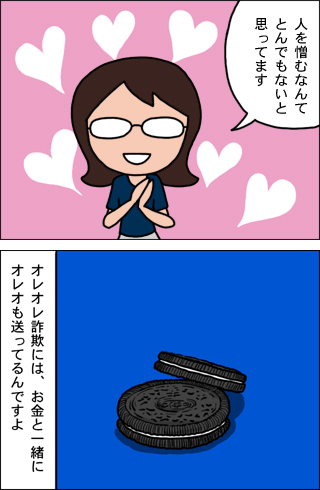 人を憎むなんて
とんでもないと
思ってます
オレオレ詐欺には、お金と一緒に
オレオも送ってるんですよ